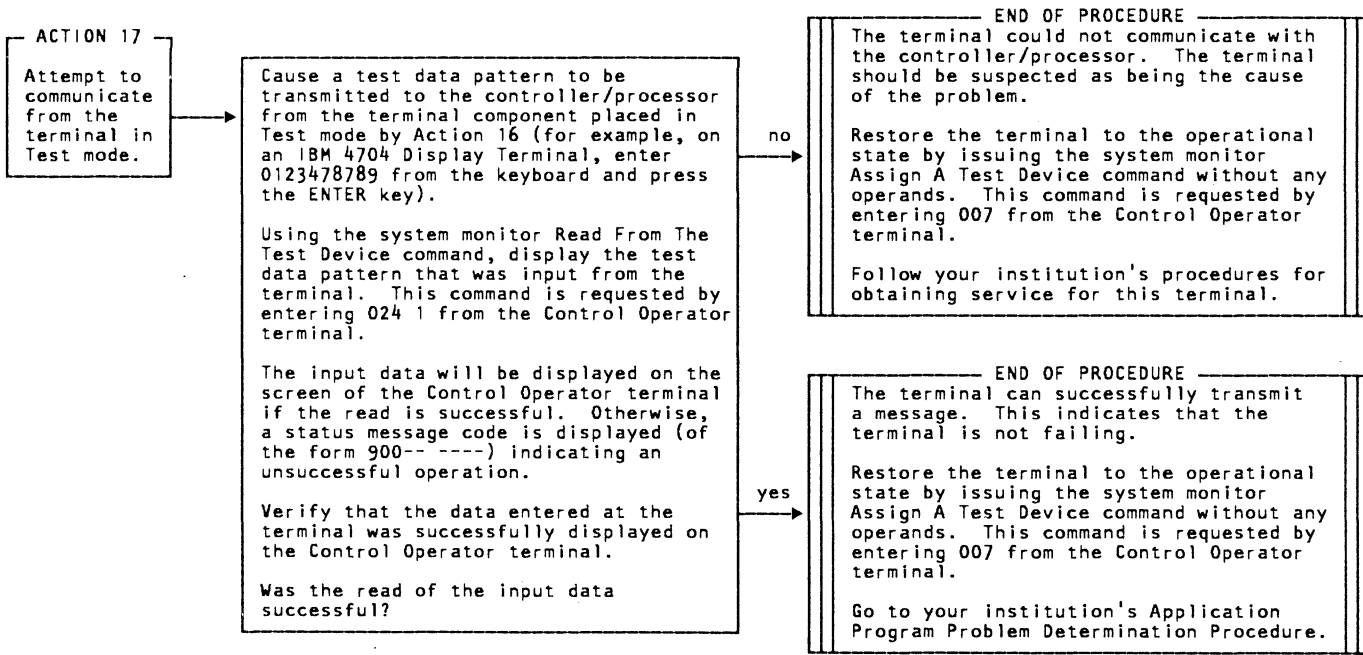 ACTION 17
Attempt to
communicate
from the
terminal in
Test mode.
Cause a test data pattern to be
transmitted to the controller/processor
from the terminal component placed in
Test mode by Action 16 (for example, on
an IBM 4704 Display Terminal, enter
0123478789 from the keyboard and press
the ENTER key).
Using the system monitor Read From The
Test Device command, display the test
data pattern that was input from the
terminal. This command is requested by
entering 024 1 from the Control Operator
terminal.
The input data will be displayed on the
screen of the Control Operator terminal
if the read is successful. Otherwise,
a status message code is displayed (of
the form 900-- ----) indicating an
unsuccessful operation.
Verify that the data entered at the
terminal was successfully displayed on
the Control Operator terminal.
Was the read of the input data
successful?
no
END OF PROCEDURE
The terminal could not communicate with
the controller/processor. The terminal
should be suspected as being the cause
of the problem.
Restore the terminal to the operational
state by issuing the system monitor
Assign A Test Device command without any
operands. This command is requested by
entering 007 from the Control Operator
terminal.
Follow your institution's procedures for
obtaining service for this terminal.
yes
END OF PROCEDURE
The terminal can successfully transmit
a message. This indicates that the
terminal is not failing.
Restore the terminal to the operational
state by issuing the system monitor
Assign A Test Device command without any
operands. This command is requested by
entering 007 from the Control Operator
terminal.
Go to your institution's Application
Program Problem Determination Procedure.